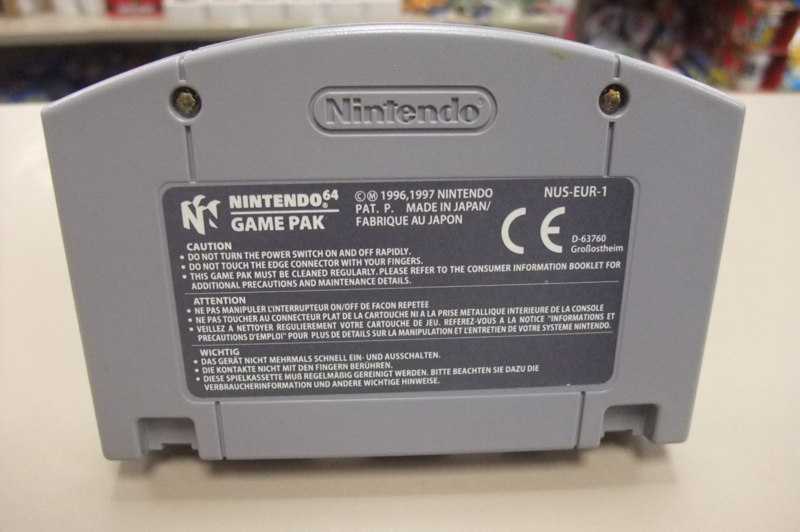 Nintendo®
NINTENDO64
GAME PAK
©Ⓜ 1996,1997 NINTENDO
PAT. P. MADE IN JAPAN/
FABRIQUE AU JAPON
NUS-EUR-1
CE
D-63760
Großostheim
CAUTION
• DO NOT TURN THE POWER SWITCH ON AND OFF RAPIDLY.
• DO NOT TOUCH THE EDGE CONNECTOR WITH YOUR FINGERS.
• THIS GAME PAK MUST BE CLEANED REGULARLY. PLEASE REFER TO THE CONSUMER INFORMATION BOOKLET FOR
ADDITIONAL PRECAUTIONS AND MAINTENANCE DETAILS.
ATTENTION
• NE PAS MANIPULER L'INTERRUPTEUR ON/OFF DE FACON REPETEE
• NE PAS TOUCHER AU CONNECTEUR PLAT DE LA CARTOUCHE NI A LA PRISE METALLIQUE INTERIEURE DE LA CONSOLE
• VEILLEZ A NETTOYER REGULIEREMENT VOTRE CARTOUCHE DE JEU. REFEREZ-VOUS A LA NOTICE "INFORMATIONS ET
PRECAUTIONS D'EMPLOI" POUR PLUS DE DETAILS SUR LA MANIPULATION ET L'ENTRETIEN DE VOTRE SYSTEME NINTENDO.
WICHTIG
• DAS GERÄT NICHT MEHRMALS SCHNELL EIN- UND AUSSCHALTEN.
• DIE KONTAKTE NICHT MIT DEN FINGERN BERÜHREN.
• DIESE SPIELKASSETTE MUß REGELMÄßIG GEREINIGT WERDEN. BITTE BEACHTEN SIE DAZU DIE
VERBRAUCHERINFORMATION UND ANDERE WICHTIGE HINWEISE.